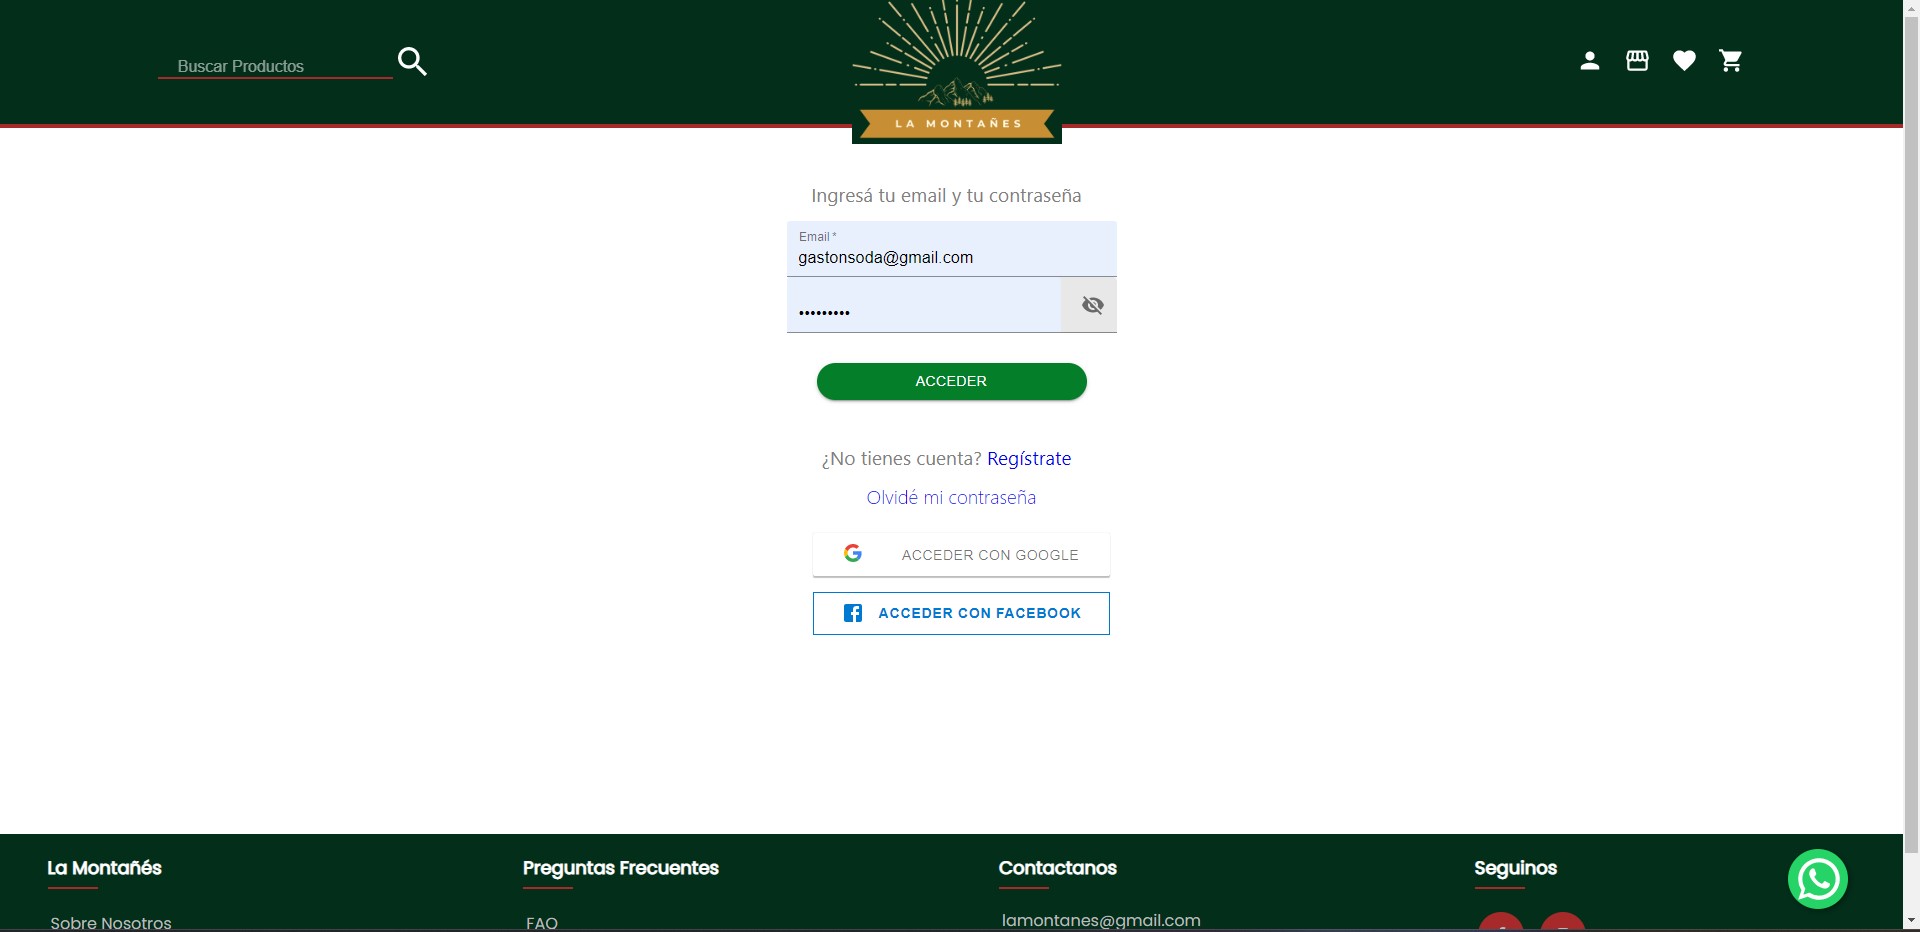 Buscar Productos
LA MONTAÑES
Ingresá tu email y tu contraseña
Email *
gastonsoda@gmail.com
•••••••••
ACCEDER
¿No tienes cuenta? Regístrate
Olvidé mi contraseña
ACCEDER CON GOOGLE
ACCEDER CON FACEBOOK
La Montañés
Preguntas Frecuentes
Contactanos
Seguinos
Sobre Nosotros
FAQ
lamontanes@gmail.com